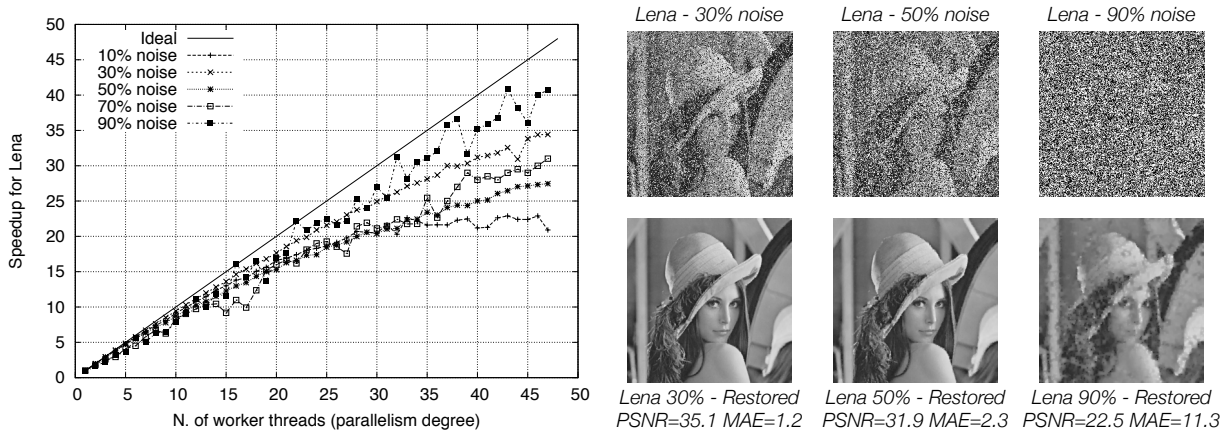 Speedup for Lena
50
45
40
35
30
25
20
15
10
5
0
Ideal
10% noise
30% noise
50% noise
70% noise
90% noise
0 5 10 15 20 25 30 35 40 45 50
N. of worker threads (parallelism degree)
Lena - 30% noise
Lena - 50% noise
Lena - 90% noise
Lena 30% - Restored
PSNR=35.1 MAE=1.2
Lena 50% - Restored
PSNR=31.9 MAE=2.3
Lena 90% - Restored
PSNR=22.5 MAE=11.3